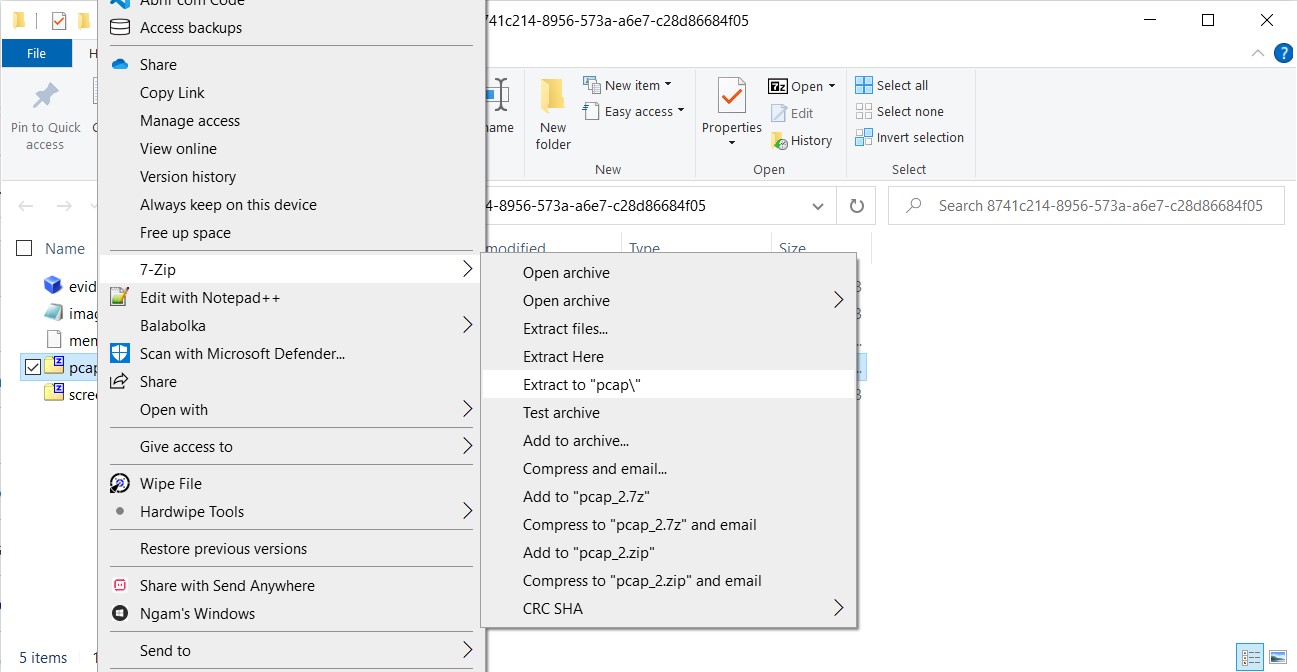 Abrir com Code
8741c214-8956-573a-a6e7-c28d86684f05
Access backups
File
Share
Copy Link
Manage access
View online
Version history
Always keep on this device
Free up space
Pin to Quick
access
New
folder
New item
Easy access
New
Properties
Open
Edit
History
Open
Select all
Select none
Invert selection
Select
4-8956-573a-a6e7-c28d86684f05
Search 8741c214-8956-573a-a6e7-c28d86684f05
Name
modified
Type
Size
7-Zip
Edit with Notepad++
Balabolka
Scan with Microsoft Defender...
Share
Open with
Give access to
Wipe File
Hardwipe Tools
Restore previous versions
Share with Send Anywhere
Ngam's Windows
Send to
evid
imag
men
pcap
scree
Open archive
Open archive
Extract files...
Extract Here
Extract to "pcap\"
Test archive
Add to archive...
Compress and email...
Add to "pcap_2.7z"
Compress to "pcap_2.7z" and email
Add to "pcap_2.zip"
Compress to "pcap_2.zip" and email
CRC SHA
5 items